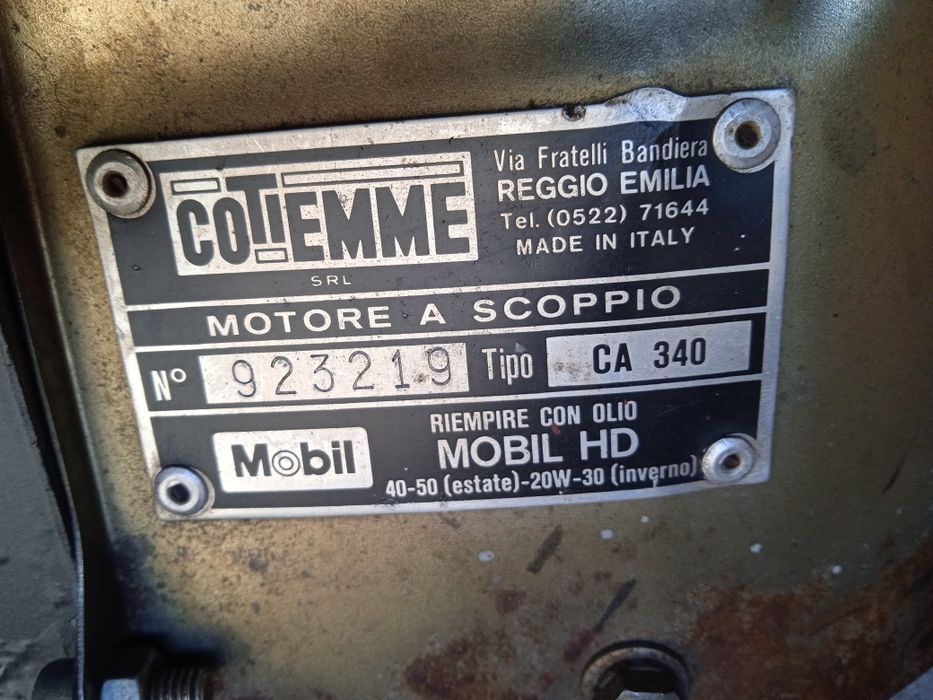 COTIEMME
SRL
Via Fratelli Bandiera
REGGIO EMILIA
Tel. (0522) 71644
MADE IN ITALY
MOTORE A SCOPPIO
N° 923219 Tipo CA 340
Mobil
RIEMPIRE CON OLIO
MOBIL HD
40-50 (estate)-20W-30 (inverno)